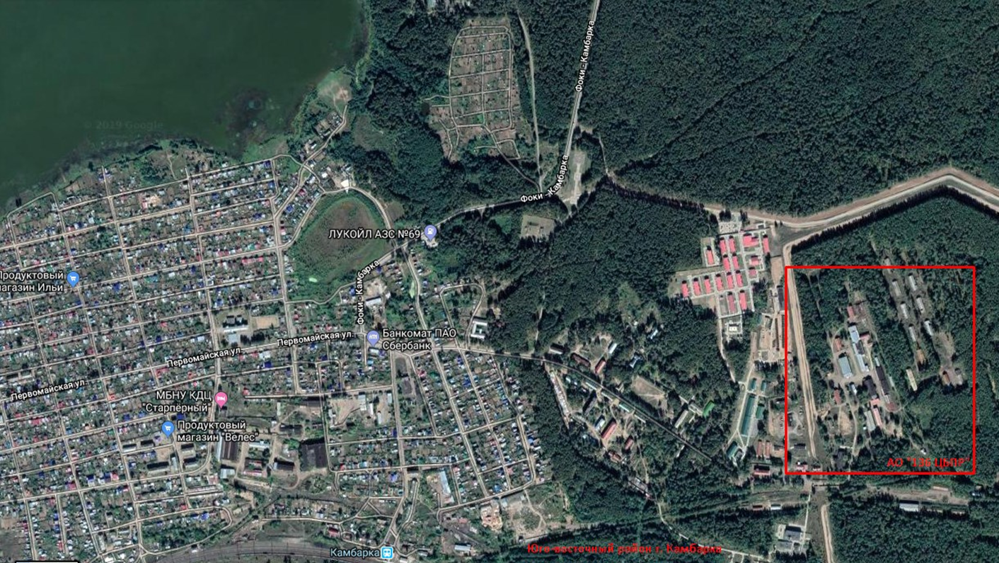 Фоки - Камбарка
© 2019 Google
Фоки - Камбарка
ЛУКОЙЛ АЗС №69
Продуктовый
магазин Ильи
Фоки - Камбарка
Первомайская ул.
Банкомат ПАО
Сбербанк
Первомайская ул.
Первомайская ул.
МБНУ КДЦ
"Старпёрный"
Продуктовый
магазин "Велес"
АО "136 ЦБПР"
Камбарка
Юго-восточный район г. Камбарка